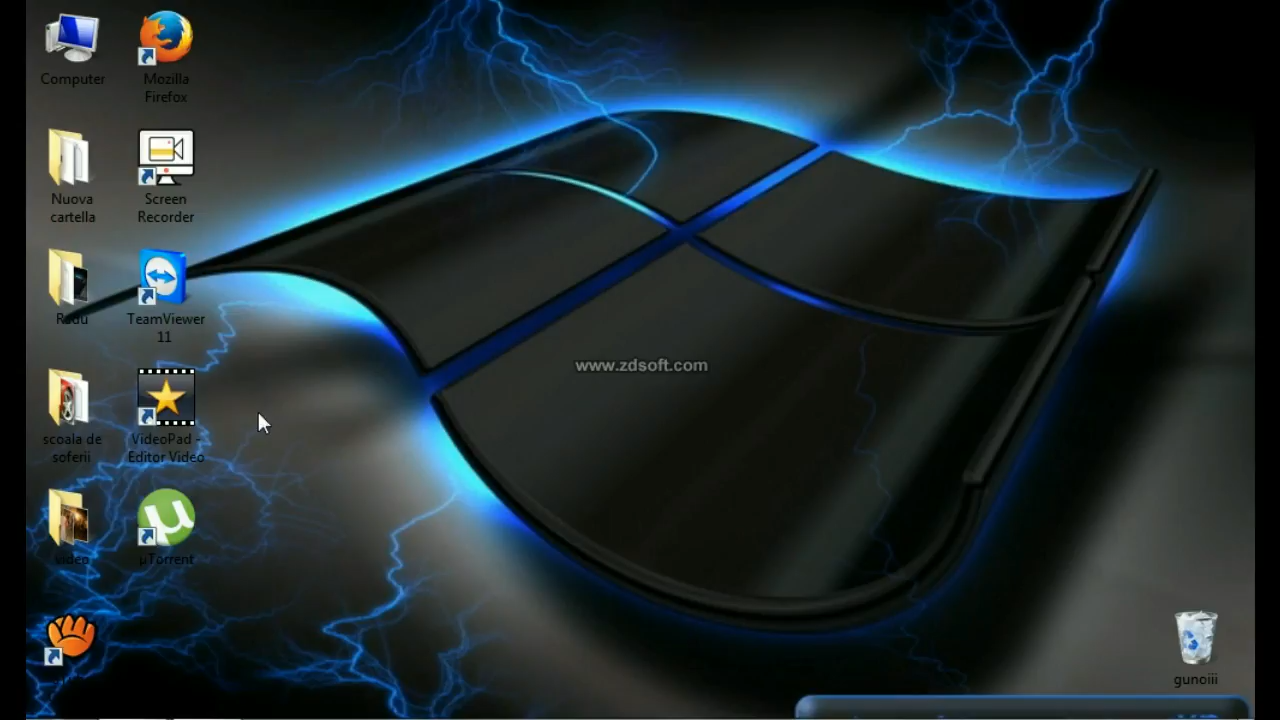 Computer
Mozilla
Firefox
Nuova
cartella
Screen
Recorder
Radu
TeamViewer
11
www.zdsoft.com
scoala de
soferii
VideoPad -
Editor Video
video
µTorrent
gunoiii